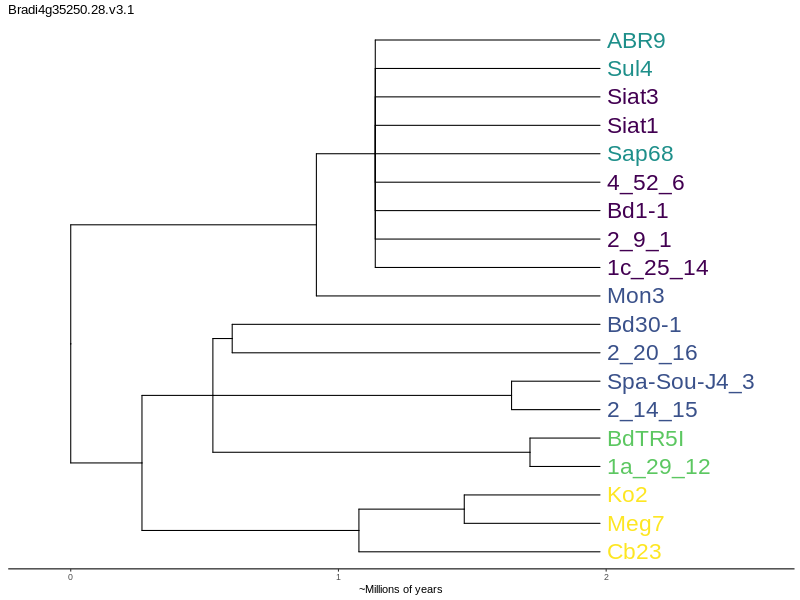 Bradi4g35250.28.v3.1
ABR9
Sul4
Siat3
Siat1
Sap68
4_52_6
Bd1-1
2_9_1
1c_25_14
Mon3
Bd30-1
2_20_16
Spa-Sou-J4_3
2_14_15
BdTR5I
1a_29_12
Ko2
Meg7
Cb23
0 1 2
~Millions of years